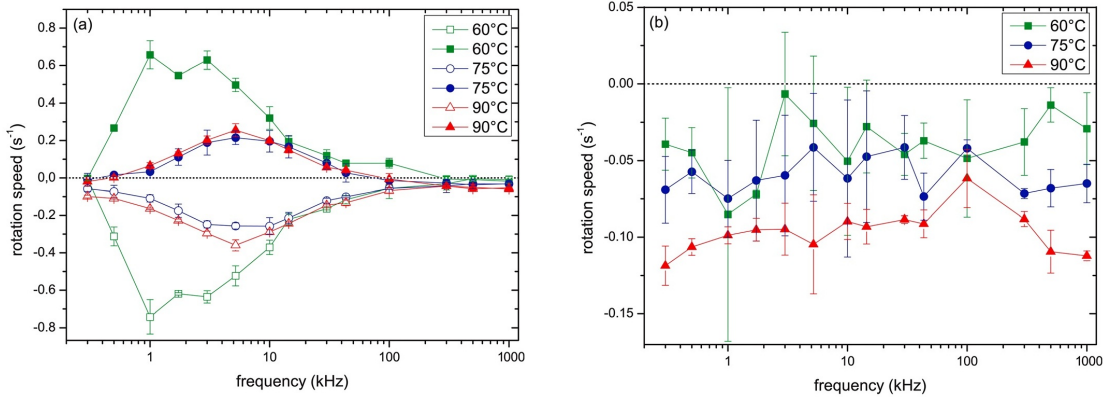 (a)
0.8
0.6
0.4
0.2
0.0
-0.2
-0.4
-0.6
-0.8
rotation speed (s-1)
60°C
60°C
75°C
75°C
90°C
90°C
1
10
100
1000
frequency (kHz)
(b)
0.05
0.00
-0.05
-0.10
-0.15
rotation speed (s-1)
60°C
75°C
90°C
1
10
100
1000
frequency (kHz)